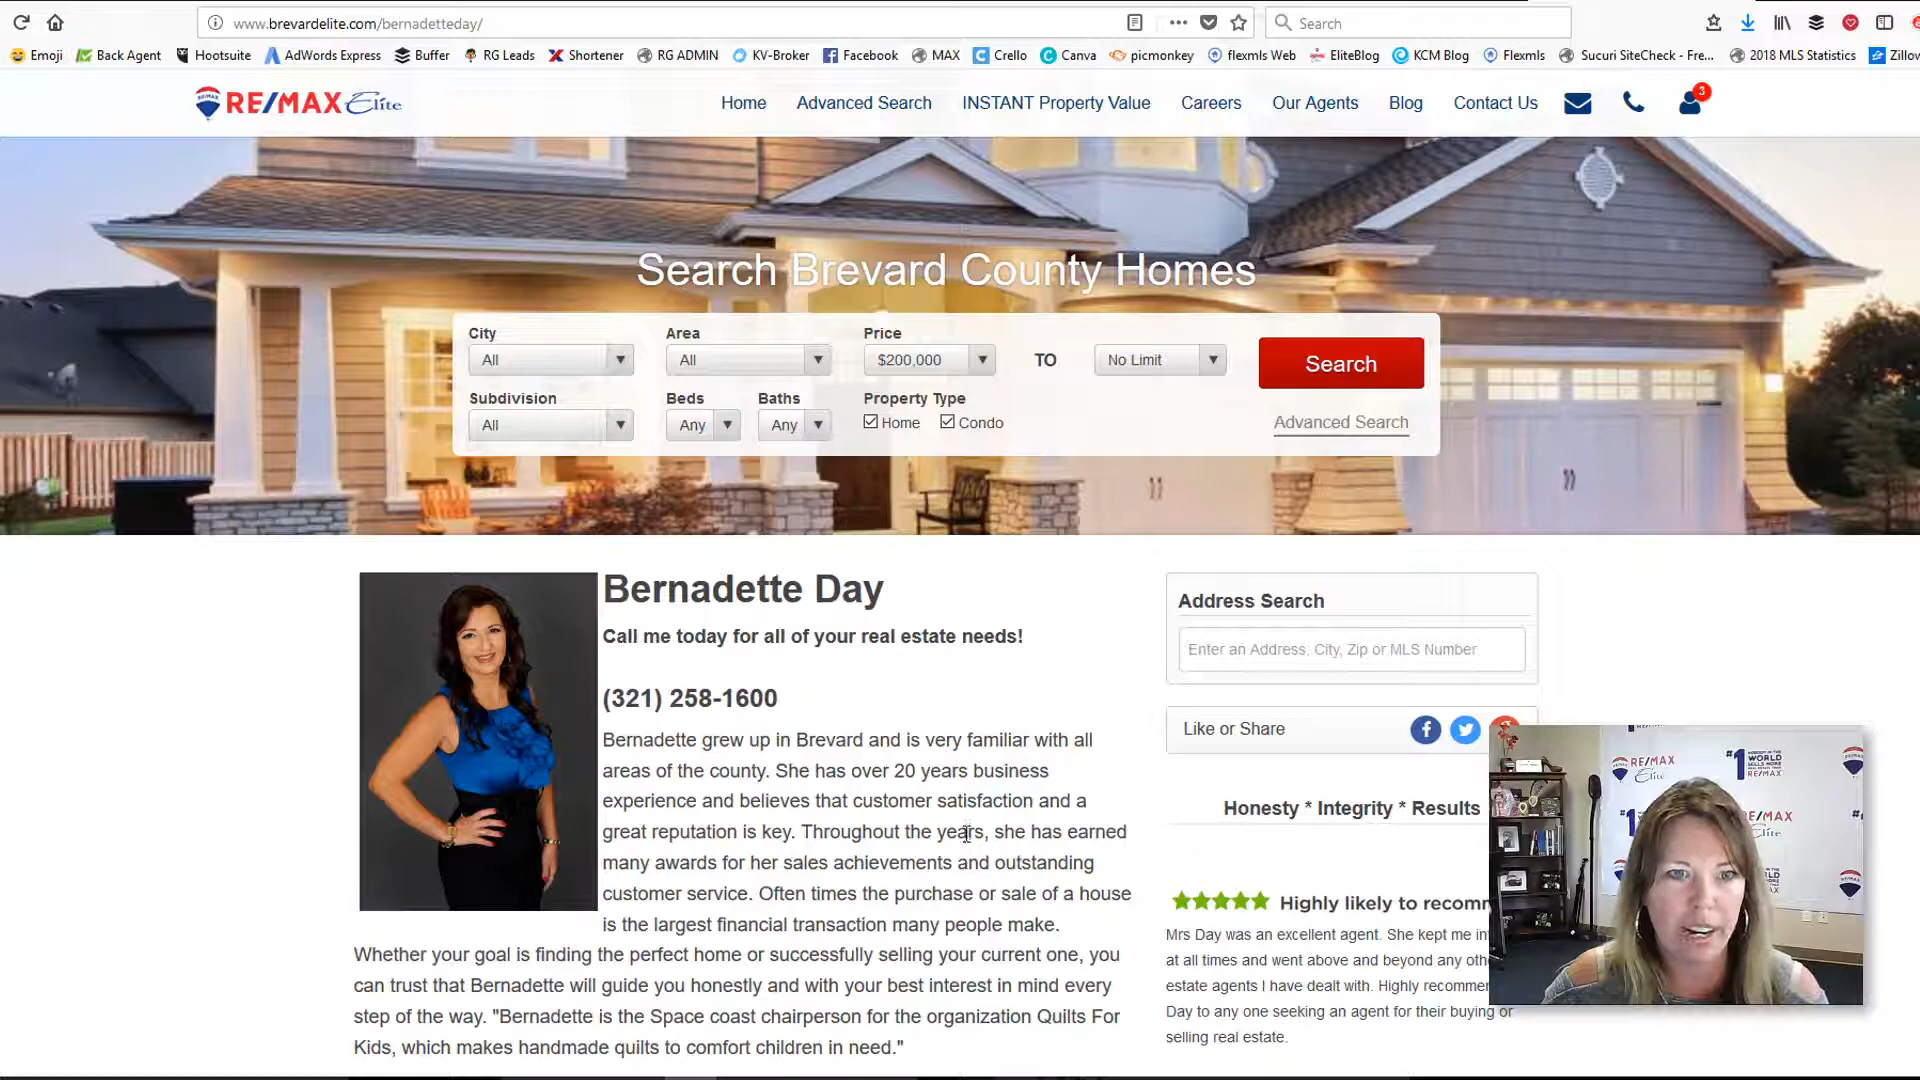 www.brevardelite.com/bernadetteday/
Search
Emoji
Back Agent
Hootsuite
AdWords Express
Buffer
RG Leads
Shortener
RG ADMIN
KV-Broker
Facebook
MAX
Crello
Canva
picmonkey
flexmls Web
EliteBlog
KCM Blog
Flexmls
Sucuri SiteCheck - Fre...
2018 MLS Statistics
Zillow
RE/MAX Elite
Home
Advanced Search
INSTANT Property Value
Careers
Our Agents
Blog
Contact Us
3
Search Brevard County Homes
City
Area
Price
All
All
$200,000
TO
No Limit
Search
Subdivision
Beds
Baths
Property Type
All
Any
Any
Home
Condo
Advanced Search
Bernadette Day
Call me today for all of your real estate needs!
(321) 258-1600
Bernadette grew up in Brevard and is very familiar with all
areas of the county. She has over 20 years business
experience and believes that customer satisfaction and a
great reputation is key. Throughout the years, she has earned
many awards for her sales achievements and outstanding
customer service. Often times the purchase or sale of a house
is the largest financial transaction many people make.
Whether your goal is finding the perfect home or successfully selling your current one, you
can trust that Bernadette will guide you honestly and with your best interest in mind every
step of the way. "Bernadette is the Space coast chairperson for the organization Quilts For
Kids, which makes handmade quilts to comfort children in need."
Address Search
Enter an Address, City, Zip or MLS Number
Like or Share
Honesty * Integrity * Results
Highly likely to recomm
Mrs Day was an excellent agent. She kept me in
at all times and went above and beyond any oth
estate agents I have dealt with. Highly recomme
Day to any one seeking an agent for their buying or
selling real estate.
RE/MAX
Elite
#1
RE/MAX
Elite